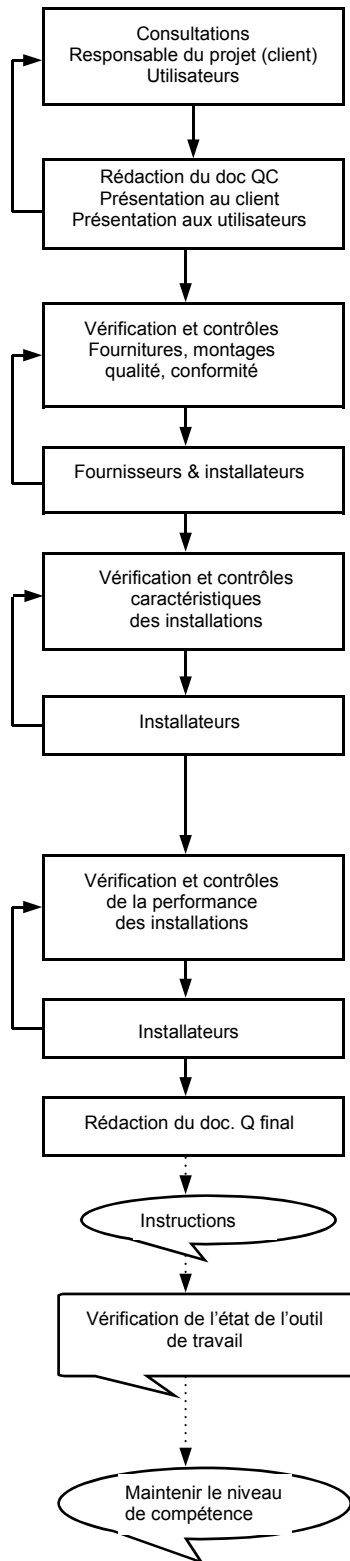 Consultations
Responsable du projet (client)
Utilisateurs
Rédaction du doc QC
Présentation au client
Présentation aux utilisateurs
Vérification et contrôles
Fournitures, montages
qualité, conformité
Fournisseurs & installateurs
Vérification et contrôles
caractéristiques
des installations
Installateurs
Vérification et contrôles
de la performance
des installations
Installateurs
Rédaction du doc. Q final
Instructions
Vérification de l’état de l’outil
de travail
Maintenir le niveau
de compétence